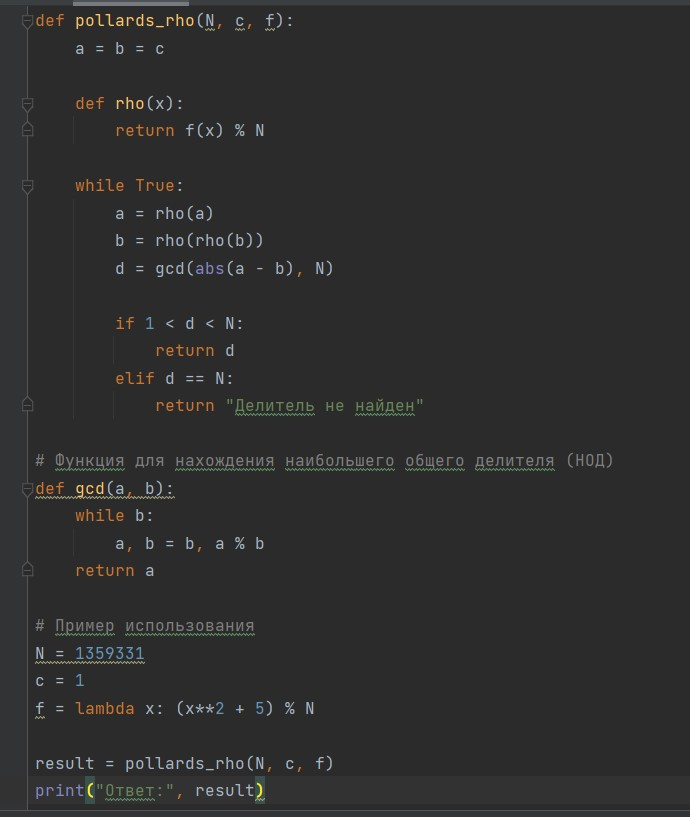 def pollards_rho(N, c, f):
    a = b = c
    def rho(x):
        return f(x) % N
    while True:
        a = rho(a)
        b = rho(rho(b))
        d = gcd(abs(a - b), N)
        if 1 < d < N:
            return d
        elif d == N:
            return "Делитель не найден"
# Функция для нахождения наибольшего общего делителя (НОД)
def gcd(a, b):
    while b:
        a, b = b, a % b
    return a
# Пример использования
N = 1359331
c = 1
f = lambda x: (x**2 + 5) % N
result = pollards_rho(N, c, f)
print("Ответ:", result)